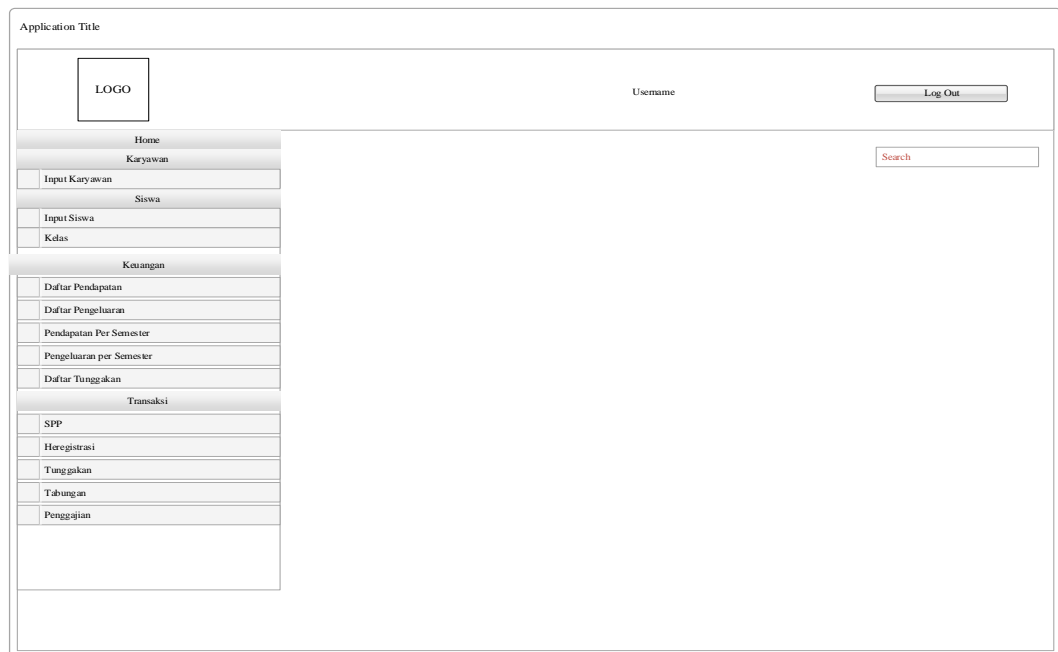 Application Title
LOGO
Username
Log Out
Home
Karyawan
Search
Input Karyawan
Siswa
Input Siswa
Kelas
Keuangan
Daftar Pendapatan
Daftar Pengeluaran
Pendapatan Per Semester
Pengeluaran per Semester
Daftar Tunggakan
Transaksi
SPP
Heregistrasi
Tunggakan
Tabungan
Penggajian